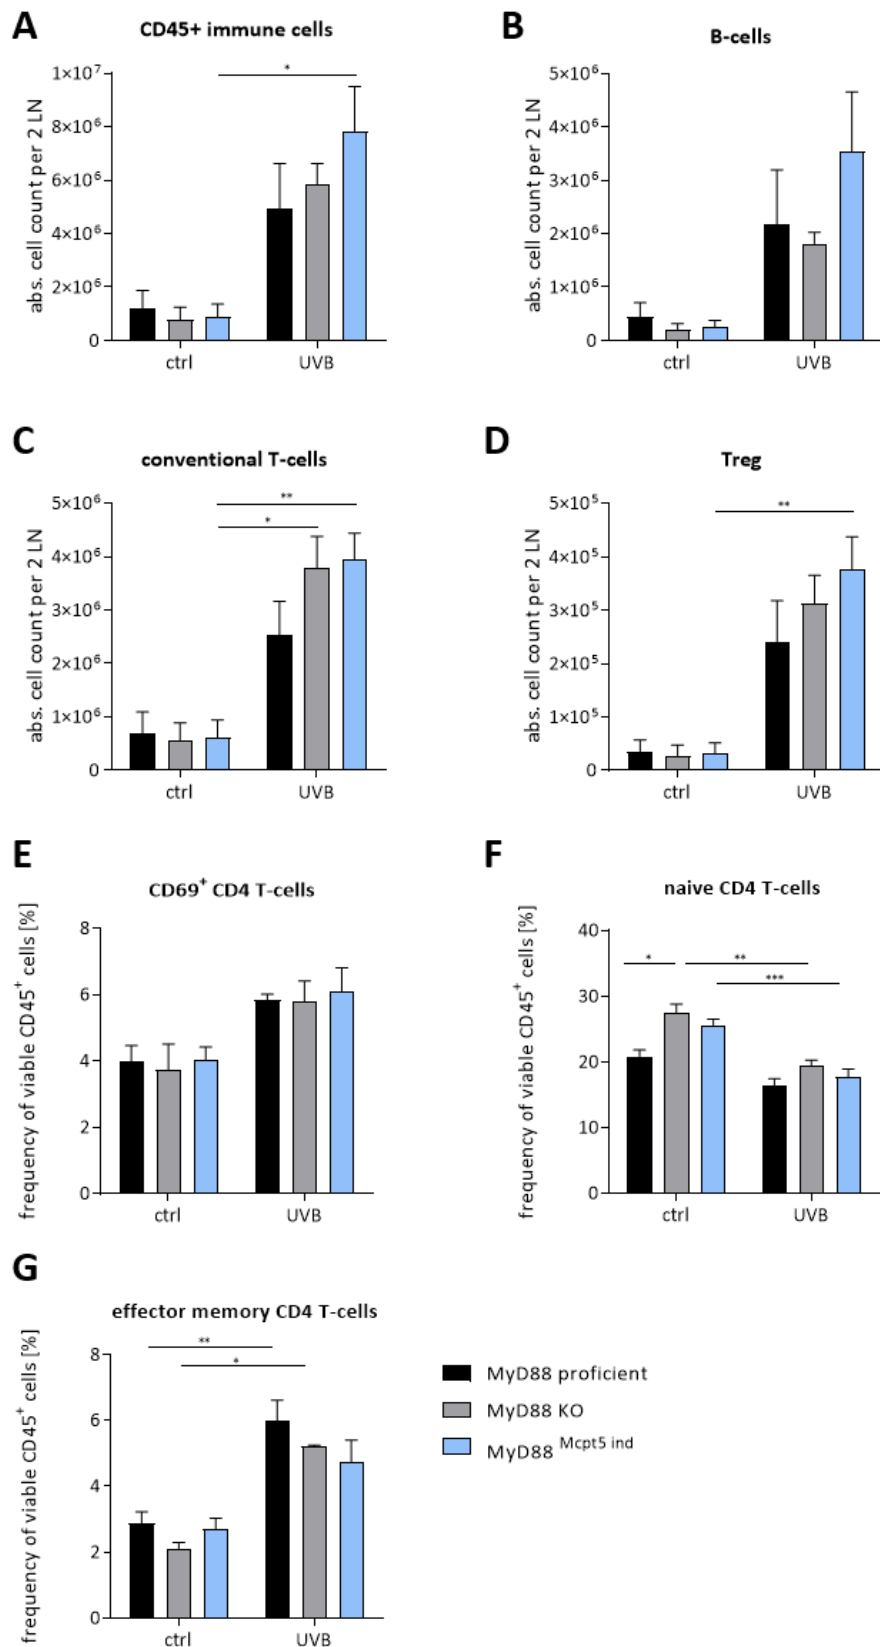 A
CD45+ immune cells
abs. cell count per 2 LN
1×10⁷
8×10⁶
6×10⁶
4×10⁶
2×10⁶
0
*
ctrl
UVB
B
B-cells
abs. cell count per 2 LN
5×10⁶
4×10⁶
3×10⁶
2×10⁶
1×10⁶
0
ctrl
UVB
C
conventional T-cells
abs. cell count per 2 LN
5×10⁶
4×10⁶
3×10⁶
2×10⁶
1×10⁶
0
**
*
ctrl
UVB
D
Treg
abs. cell count per 2 LN
5×10⁵
4×10⁵
3×10⁵
2×10⁵
1×10⁵
0
**
ctrl
UVB
E
CD69⁺ CD4 T-cells
frequency of viable CD45⁺ cells [%]
8
6
4
2
0
ctrl
UVB
F
naive CD4 T-cells
frequency of viable CD45⁺ cells [%]
40
30
20
10
0
*
**
***
ctrl
UVB
G
effector memory CD4 T-cells
frequency of viable CD45⁺ cells [%]
8
6
4
2
0
**
*
ctrl
UVB
MyD88 proficient
MyD88 KO
MyD88 ᴹᶜᵖᵗ⁵ ⁱⁿᵈ